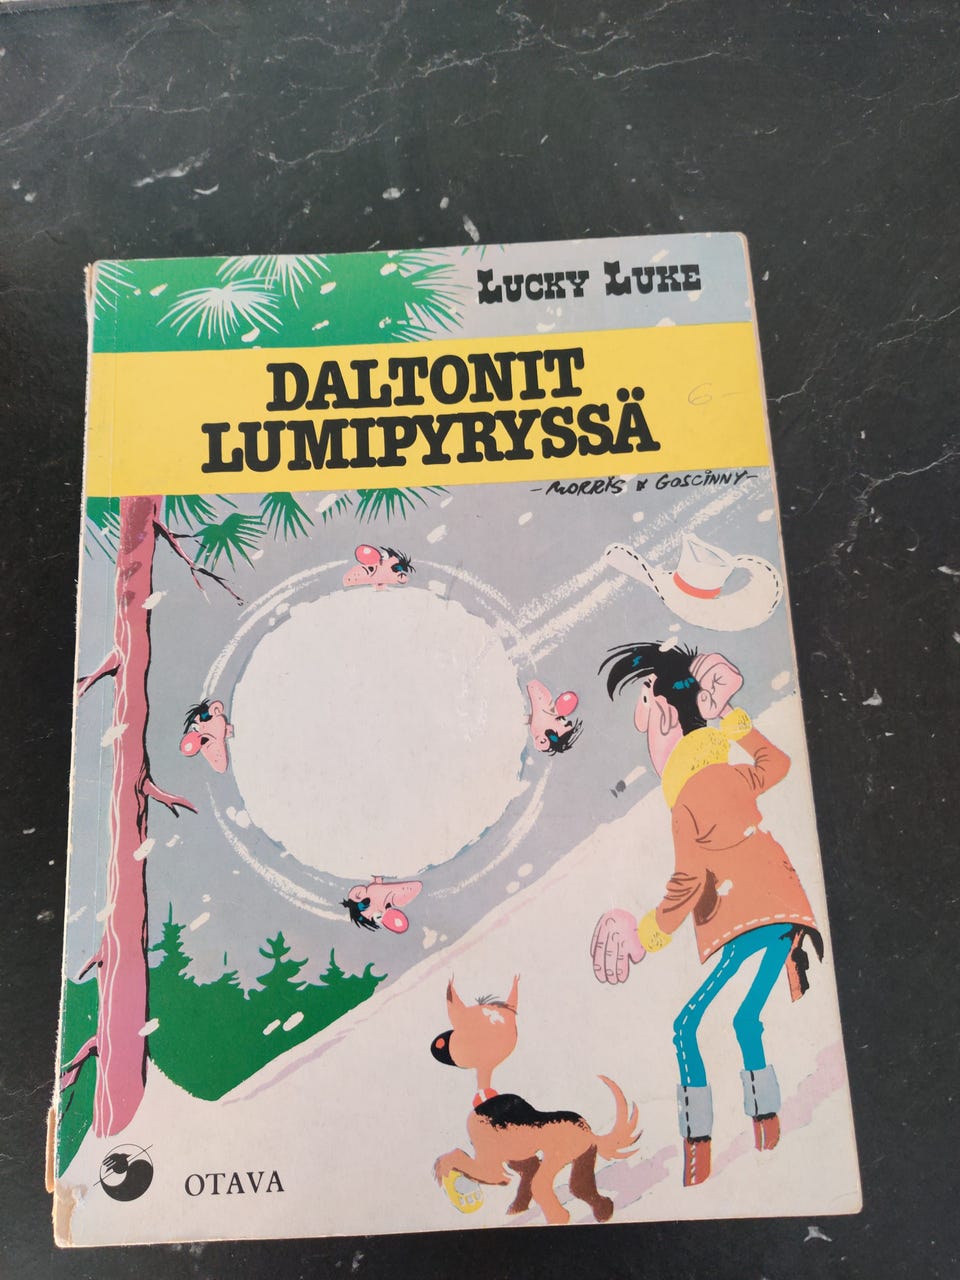 LUCKY LUKE
DALTONIT
LUMIPYRYSSÄ
6-
-MORRIS & GOSCINNY-
OTAVA